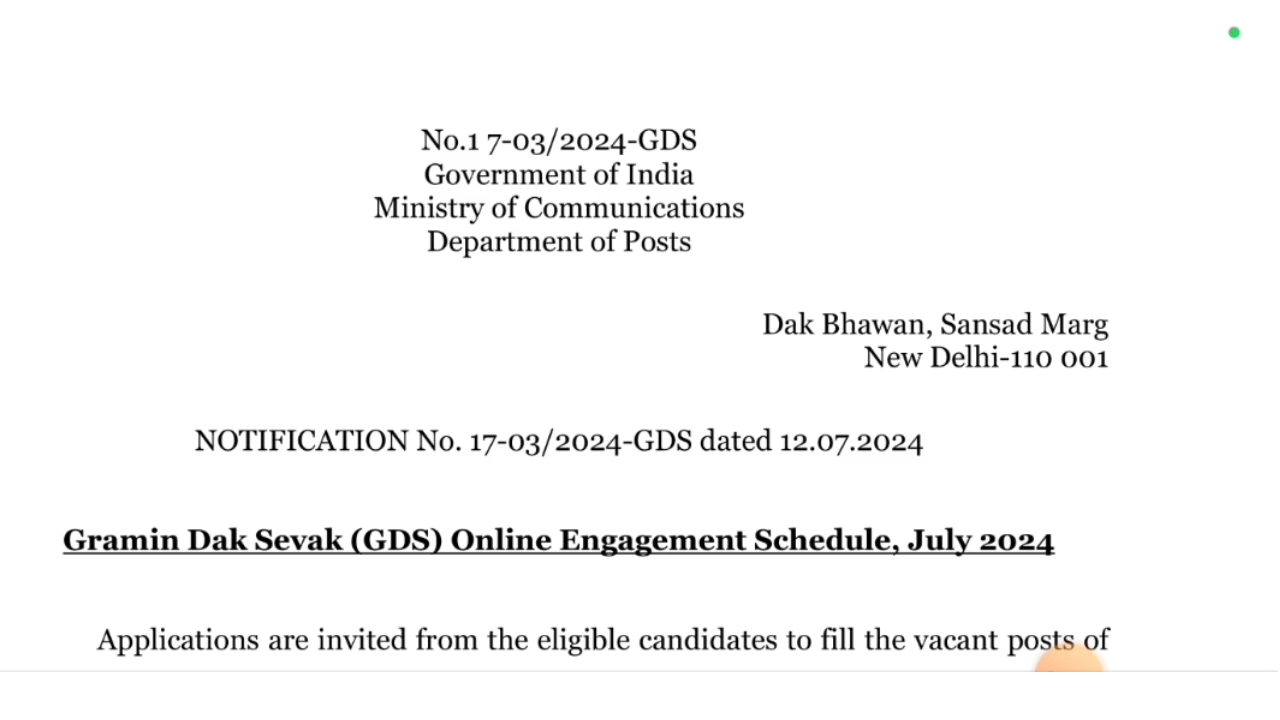 No.1 7-03/2024-GDS
Government of India
Ministry of Communications
Department of Posts
Dak Bhawan, Sansad Marg
New Delhi-110 001
NOTIFICATION No. 17-03/2024-GDS dated 12.07.2024
Gramin Dak Sevak (GDS) Online Engagement Schedule, July 2024
Applications are invited from the eligible candidates to fill the vacant posts of